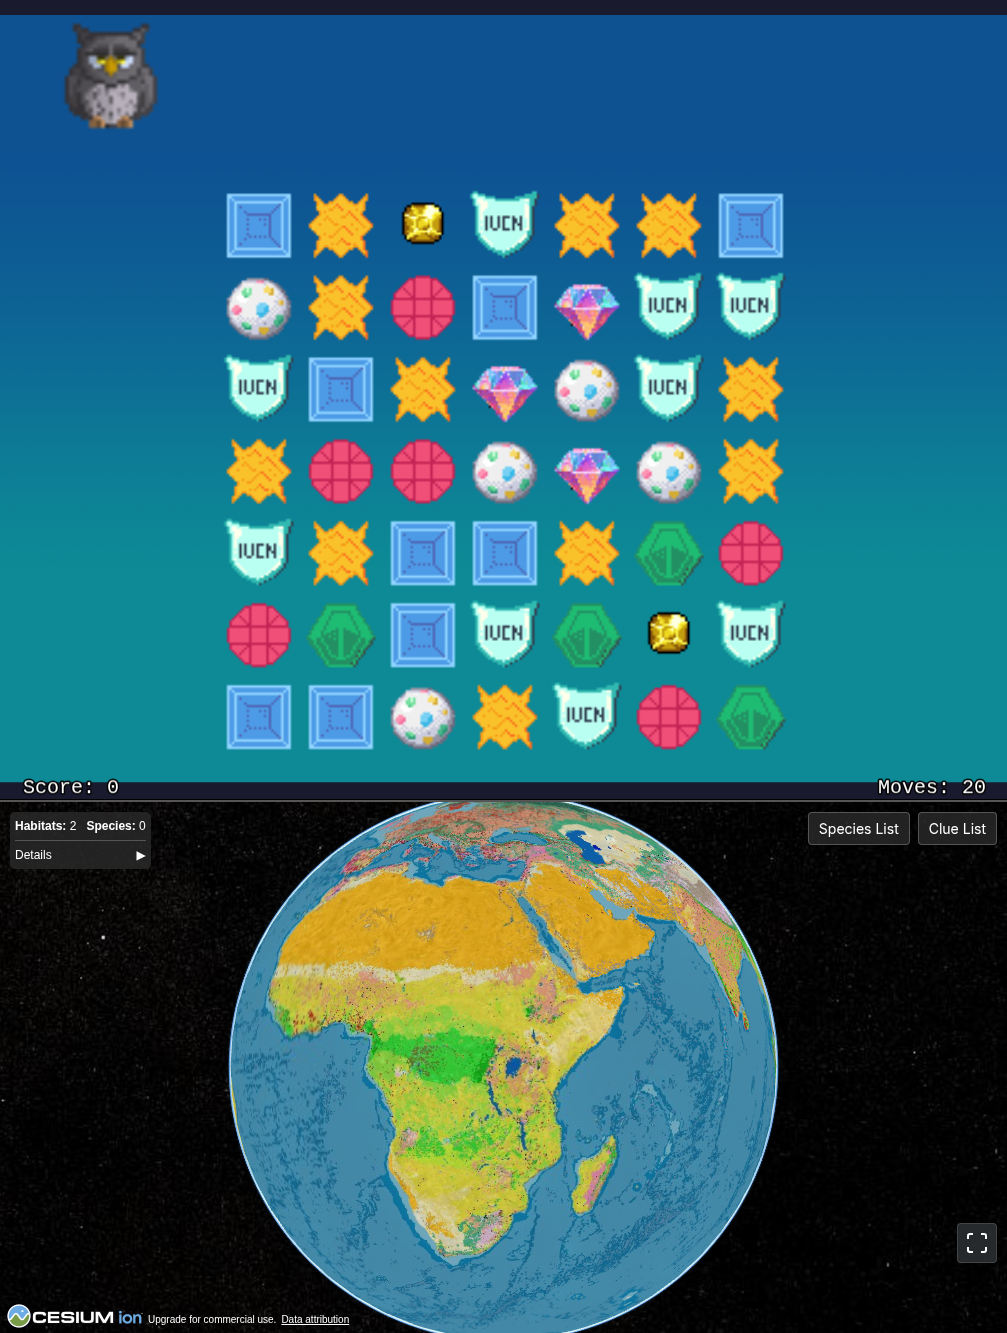 IUCN
IUCN IUCN
IUCN IUCN
IUCN
IUCN IUCN
IUCN
Score: 0 Moves: 20
Habitats: 2 Species: 0
Details ▶
Species List Clue List
CESIUM ion Upgrade for commercial use. Data attribution